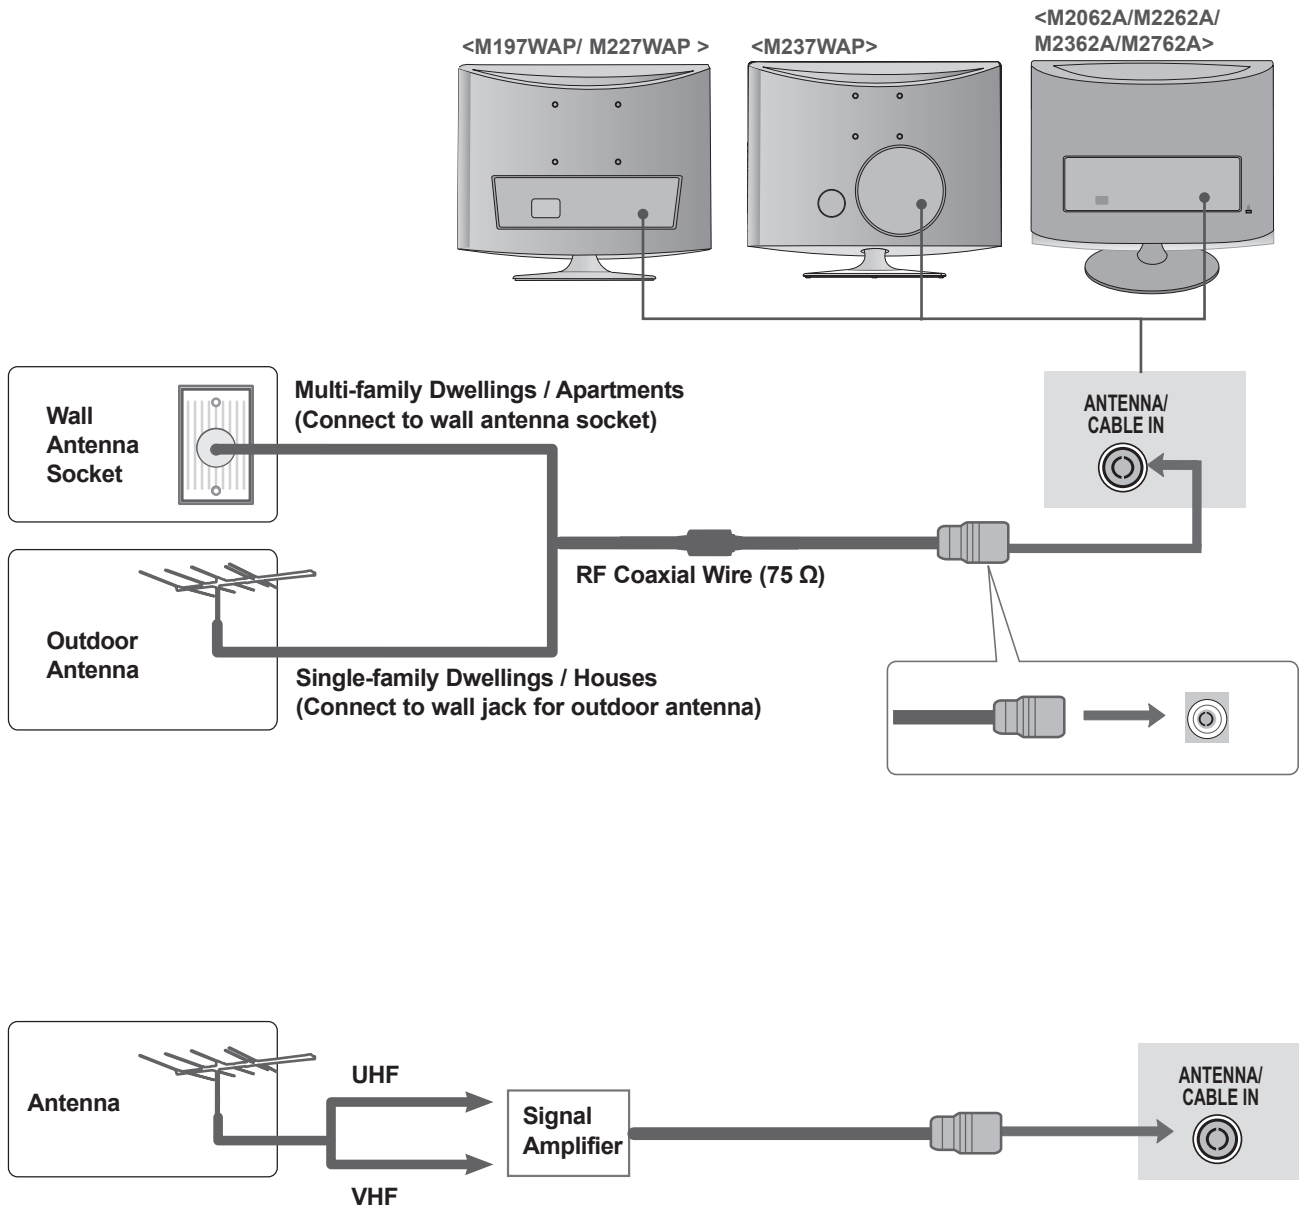 <M197WAP/ M227WAP >
<M237WAP>
<M2062A/M2262A/
M2362A/M2762A>
Wall
Antenna
Socket
Multi-family Dwellings / Apartments
(Connect to wall antenna socket)
ANTENNA/
CABLE IN
RF Coaxial Wire (75 Ω)
Outdoor
Antenna
Single-family Dwellings / Houses
(Connect to wall jack for outdoor antenna)
Antenna
UHF
VHF
Signal
Amplifier
ANTENNA/
CABLE IN